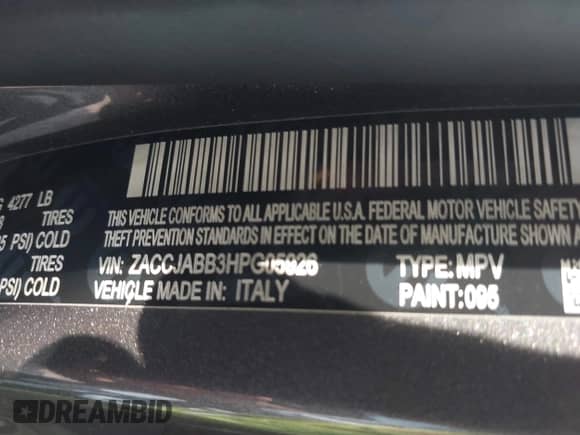 G 4277 LB
TIRES
5 PSI) COLD
TIRES
PSI) COLD
THIS VEHICLE CONFORMS TO ALL APPLICABLE U.S.A. FEDERAL MOTOR VEHICLE SAFETY
THEFT PREVENTION STANDARDS IN EFFECT ON THE DATE OF MANUFACTURE SHOWN A
VIN: ZACCJABB3HPG05926 TYPE: MPV
VEHICLE MADE IN: ITALY PAINT: 095
DREAMBID